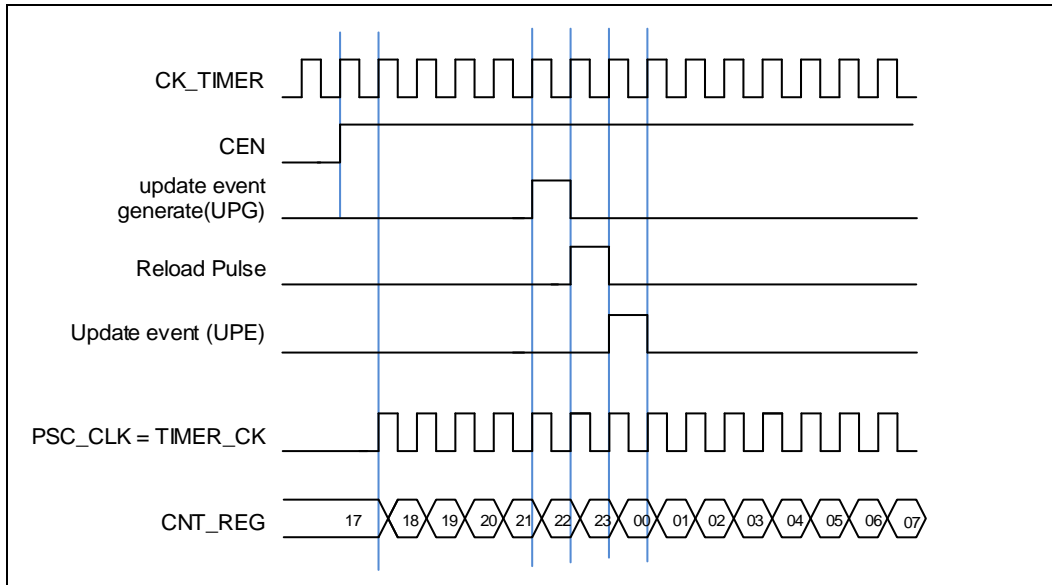 CK_TIMER
CEN
update event
generate(UPG)
Reload Pulse
Update event (UPE)
PSC_CLK = TIMER_CK
CNT_REG 17 18 19 20 21 22 23 00 01 02 03 04 05 06 07